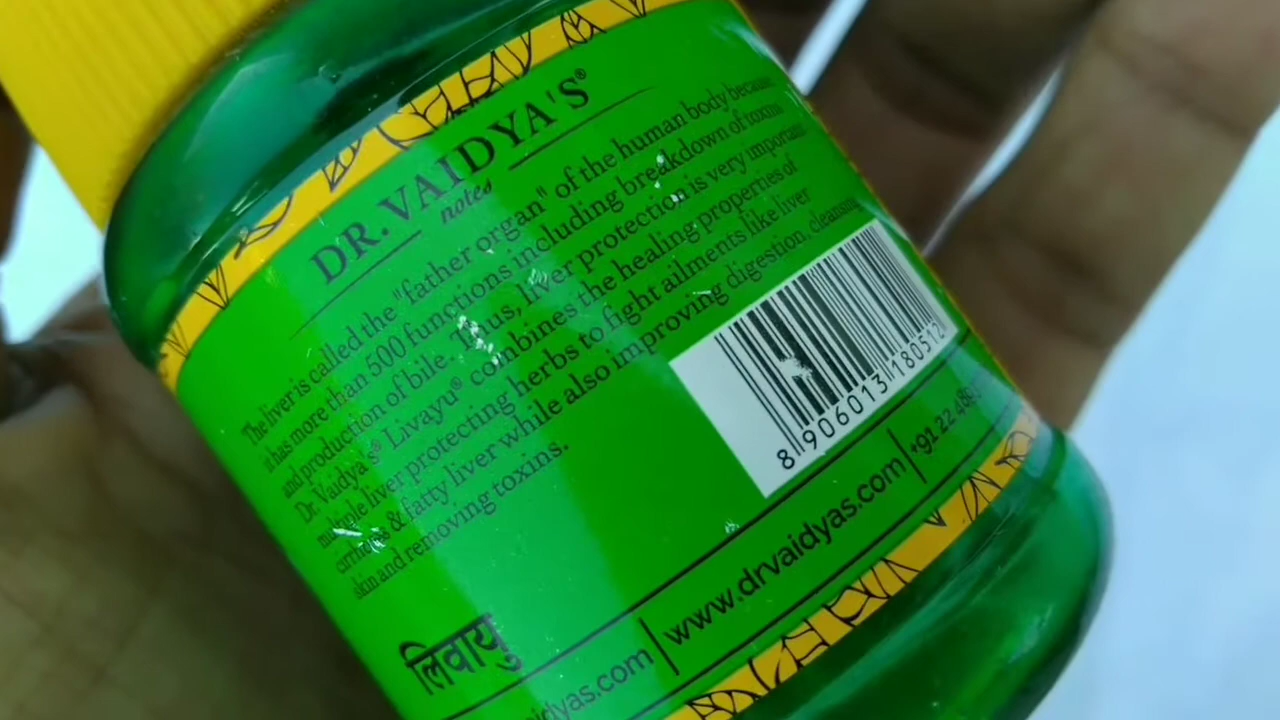 DR. VAIDYA'S®
notes
The liver is called the "father organ" of the human body because
it has more than 500 functions including breakdown of toxins
and production of bile. Thus, liver protection is very important
Dr. Vaidya's Livayu® combines the healing properties of
multiple liver protecting herbs to fight ailments like liver
cirrhosis & fatty liver while also improving digestion, cleansing
skin and removing toxins.
8 906013 180512
लिवायु
vaidyas.com | www.drvaidyas.com | +91 22 48